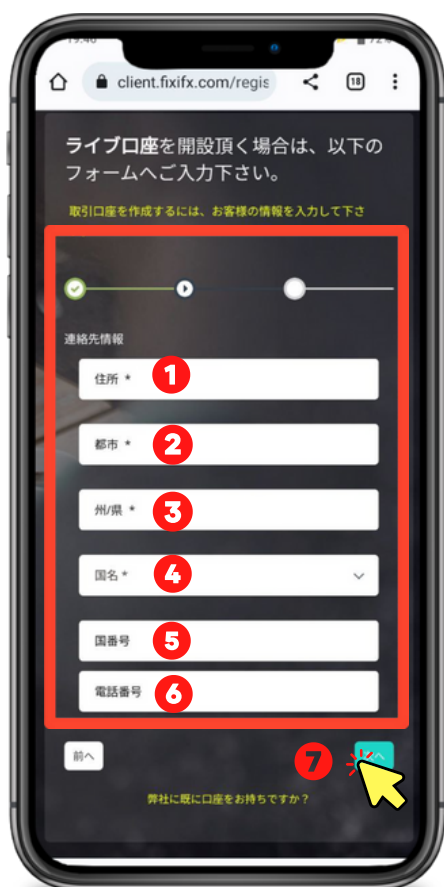 client.fixifx.com/regis
18
ライブ口座を開設頂く場合は、以下の
フォームへご入力下さい。
取引口座を作成するには、お客様の情報を入力して下さ
連絡先情報
住所 * 1
都市 * 2
州/県 * 3
国名 * 4
国番号 5
電話番号 6
前へ 7
弊社に既に口座をお持ちですか?